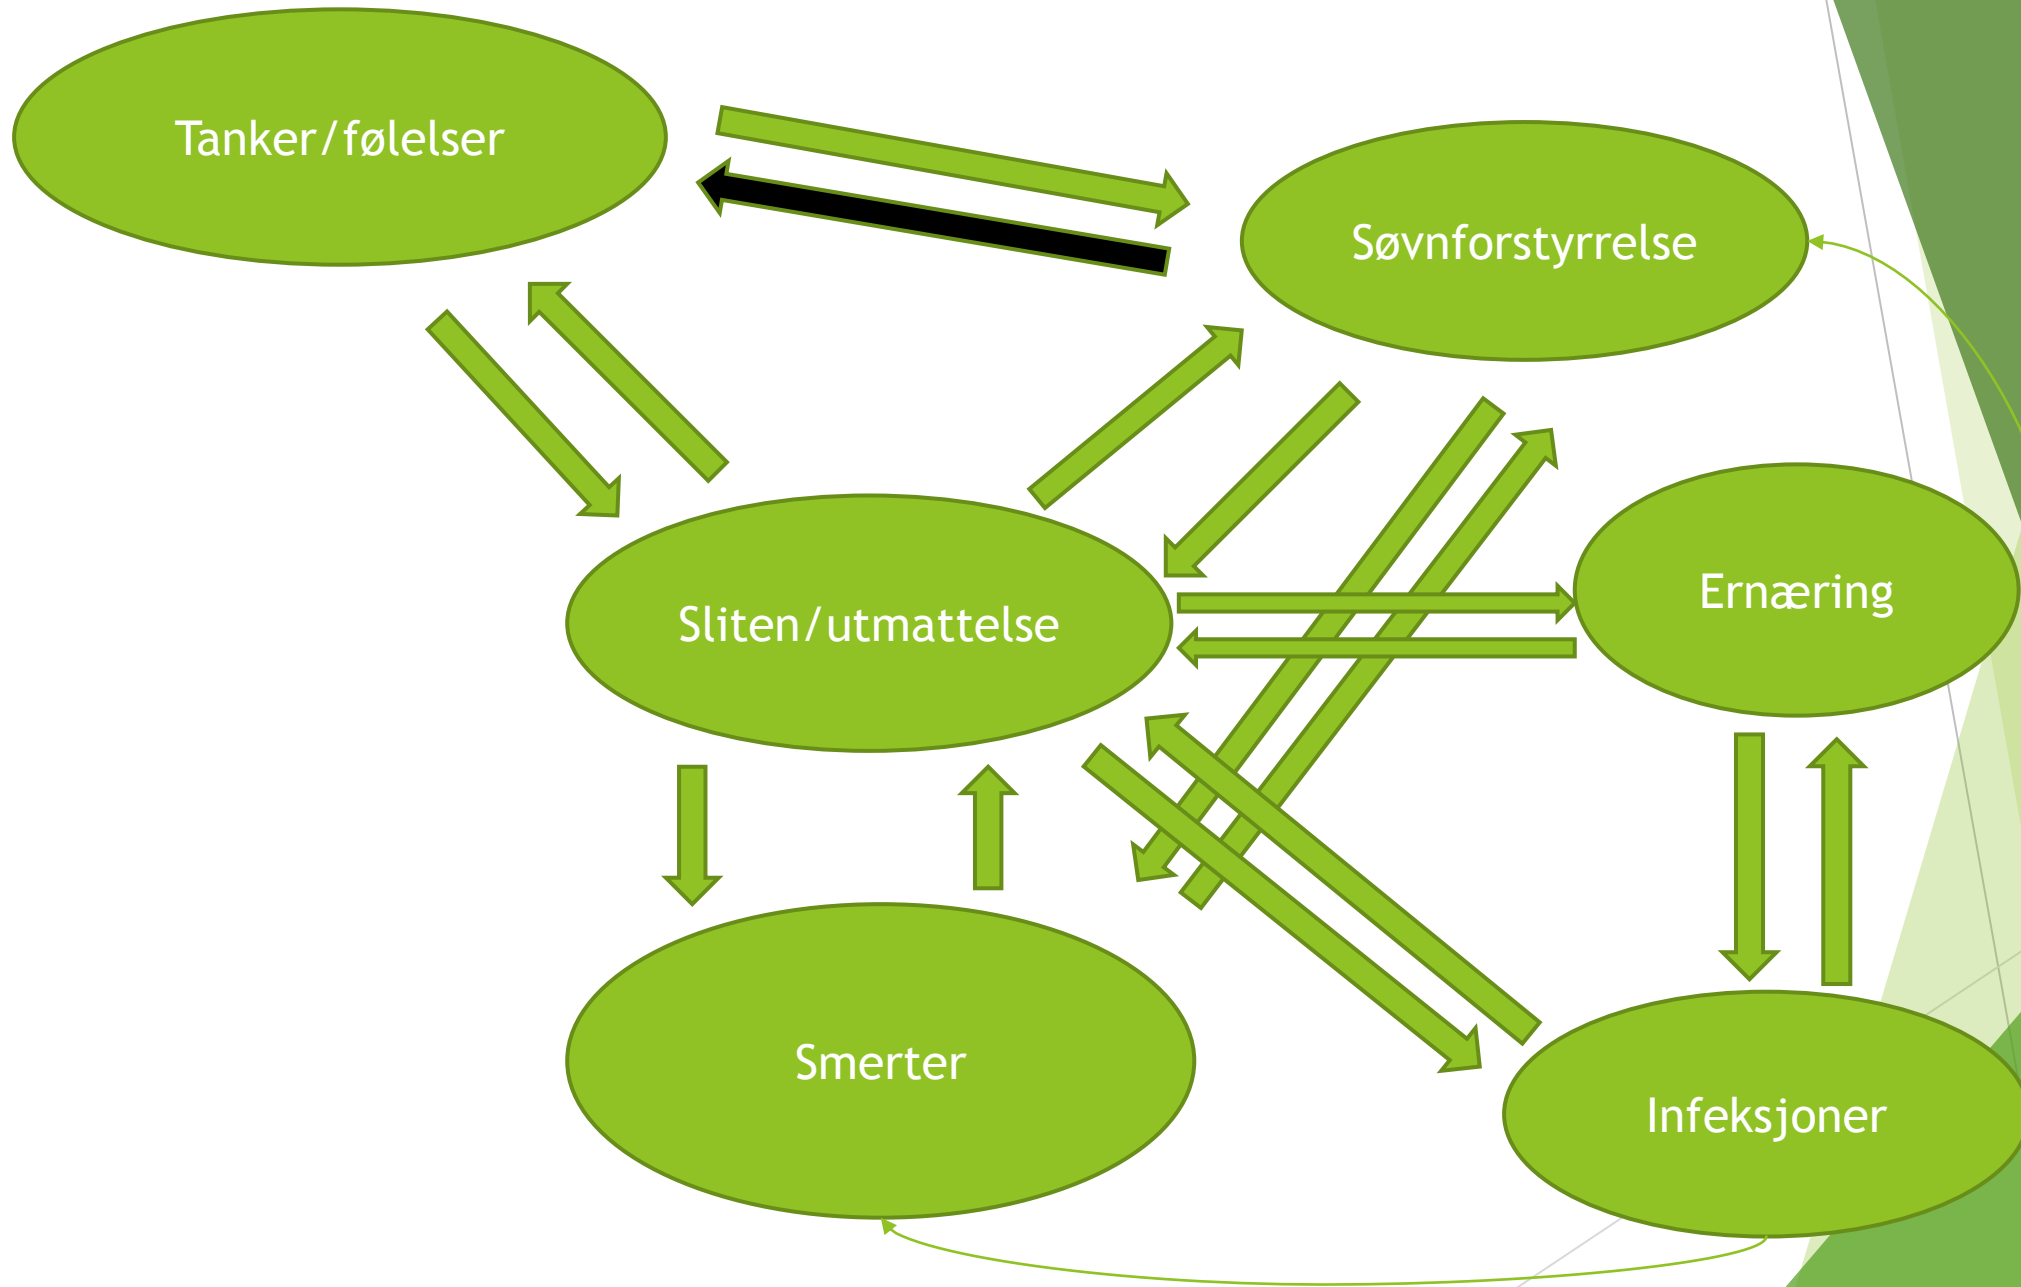 Tanker/følelser
Søvnforstyrrelse
Sliten/utmattelse
Ernæring
Smerter
Infeksjoner